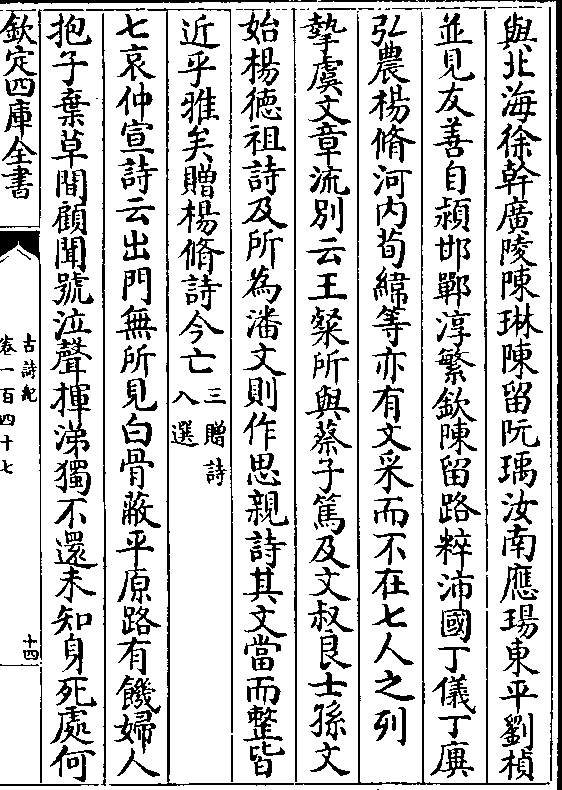 與北海徐幹廣陵陳琳陳留阮瑀汝南應瑒東平劉楨
並見友善自潁邯鄲淳繁欽陳留路粹沛國丁儀丁廙
弘農楊脩河内荀緯等亦有文采而不在七人之列
摯虞文章流别云王粲所與蔡子篤及文叔良士孫文
始楊徳祖詩及所為潘文則作思親詩其文當而整皆
近乎雅矣贈楊脩詩今亡三贈詩
入選
七哀仲宣詩云出門無所見白骨蔽平原路有饑婦人
抱子棄草間顧聞號泣聲揮涕獨不還未知身死處何
欽定四庫全書
古詩紀
卷一百四十七
十四